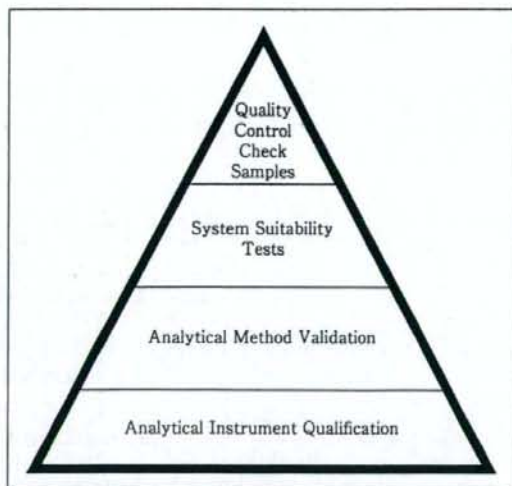 Quality
Control
Check
Samples
System Suitability
Tests
Analytical Method Validation
Analytical Instrument Qualification